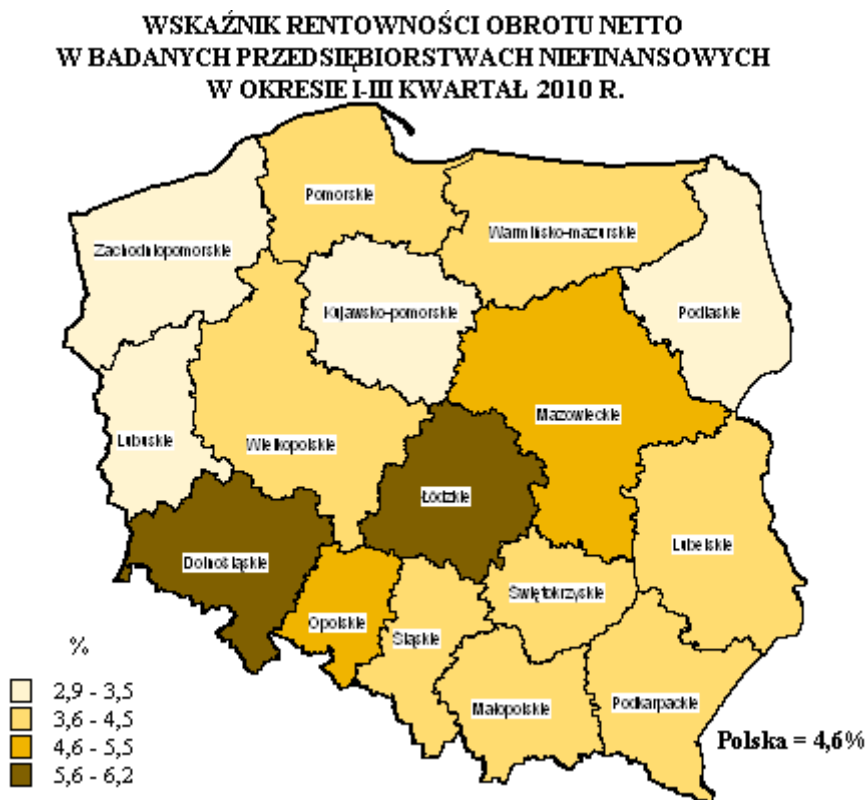 WSKAŹNIK RENTOWNOŚCI OBROTU NETTO
W BADANYCH PRZEDSIĘBIORSTWACH NIEFINANSOWYCH
W OKRESIE I-III KWARTAŁ 2010 R.
Pomorskie
Warmińsko-mazurskie
Zachodniopomorskie
Kujawsko-pomorskie
Podlaskie
Mazowieckie
Lubuskie
Wielkopolskie
Łódzkie
Lubelskie
Dolnośląskie
Świętokrzyskie
Opolskie
Śląskie
Małopolskie
Podkarpackie
%
2,9 - 3,5
3,6 - 4,5
4,6 - 5,5
5,6 - 6,2
Polska = 4,6%